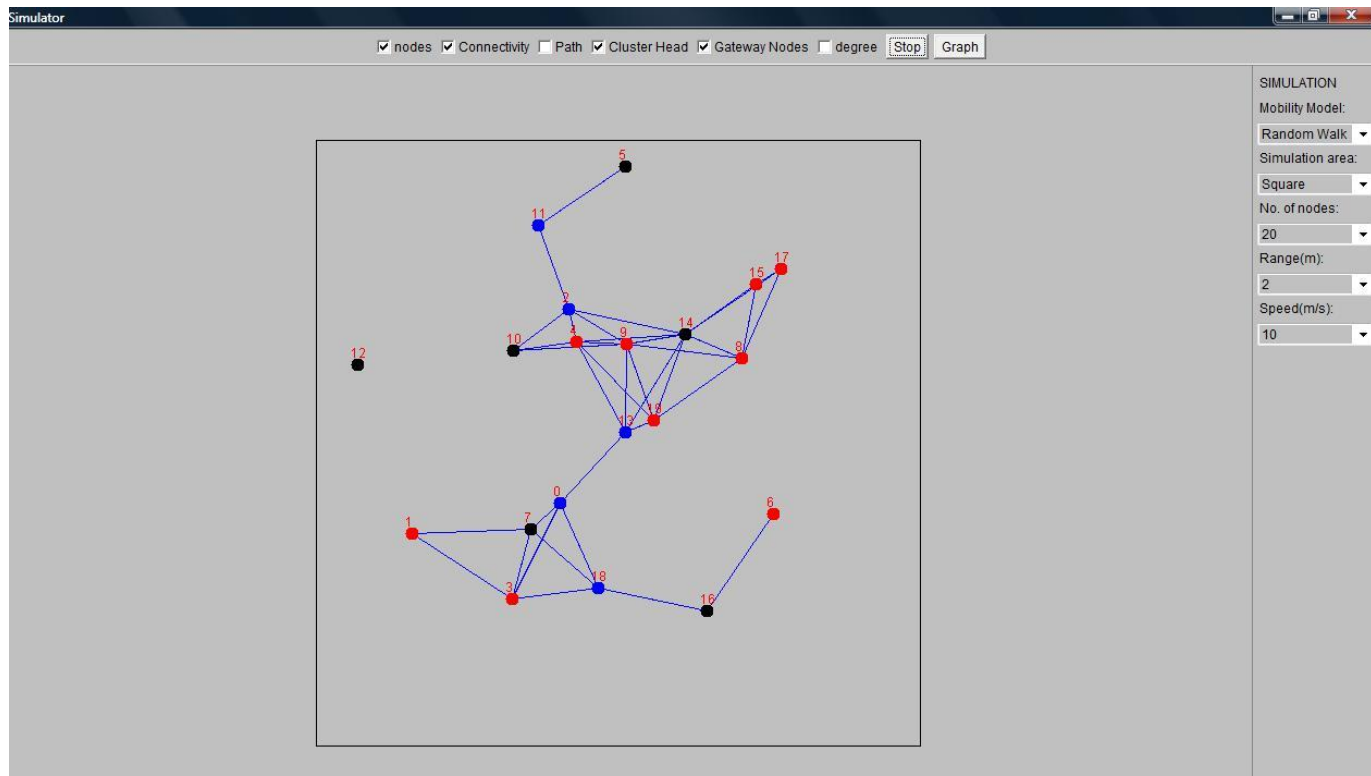 Simulator
nodes Connectivity Path Cluster Head Gateway Nodes degree Stop Graph
SIMULATION
Mobility Model:
Random Walk
Simulation area:
Square
No. of nodes:
20
Range(m):
2
Speed(m/s):
10
5
11
17
15
2
14
4
9
10
8
12
19
13
0
6
7
1
18
3
16